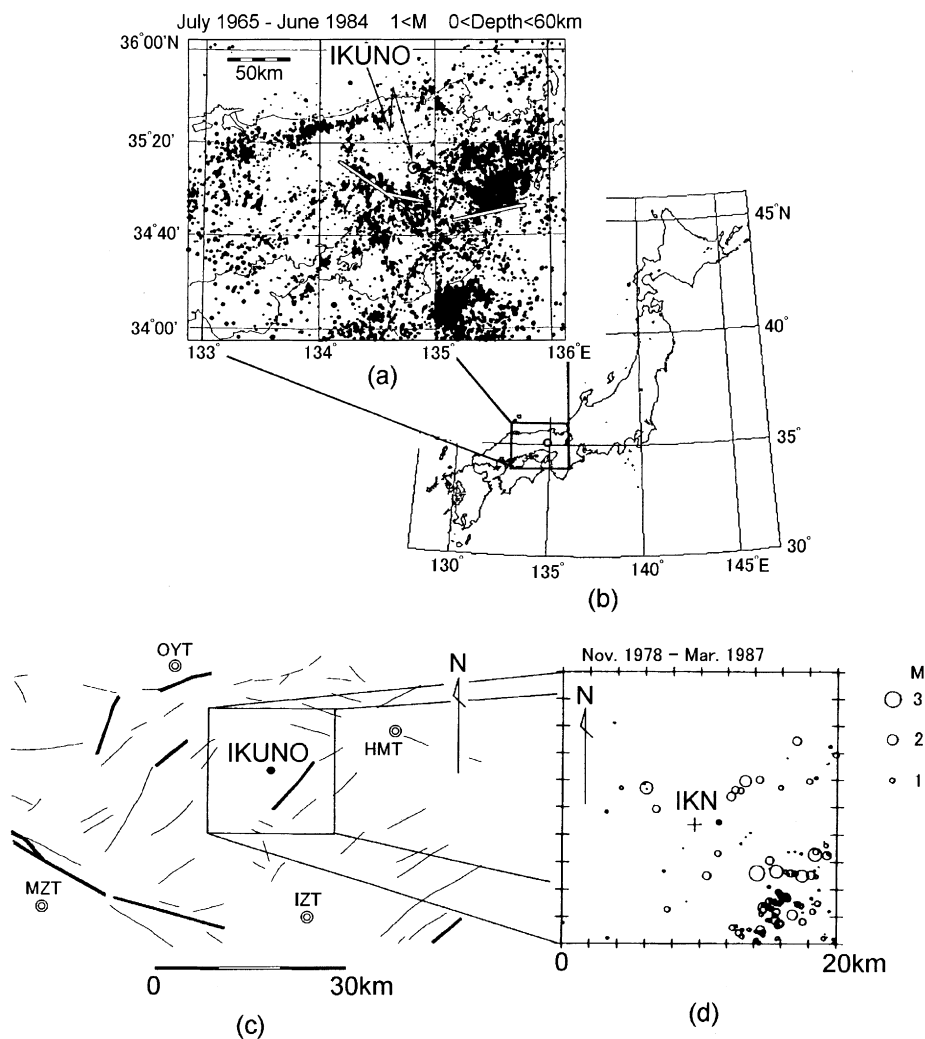 July 1965 - June 1984 1<M 0<Depth<60km
36°00'N
IKUNO
50km
35°20'
34°40'
34°00'
133° 134° 135° 136°E
(a)
45°N
40°
35°
30°
130° 135° 140° 145°E
(b)
OYT
N
IKUNO
HMT
MZT
IZT
0 30km
(c)
Nov. 1978 - Mar. 1987
N
M
3
2
1
IKN
0 20km
(d)